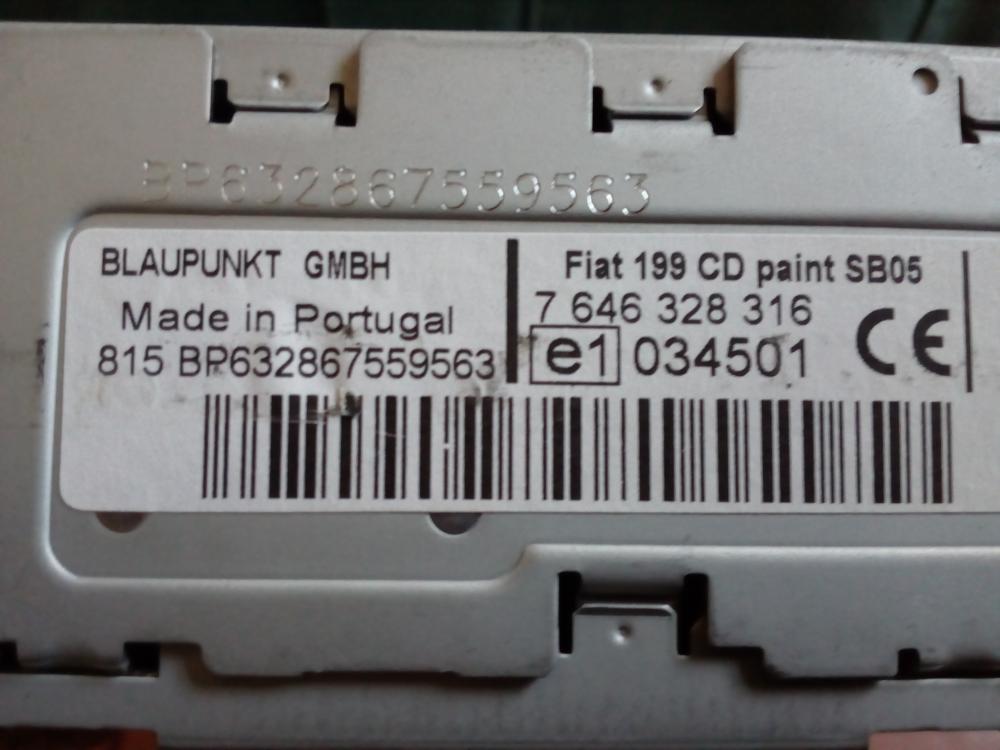 BP632867559563
BLAUPUNKT GMBH
Made in Portugal
815 BP632867559563
Fiat 199 CD paint SB05
7 646 328 316
e1 034501 CE